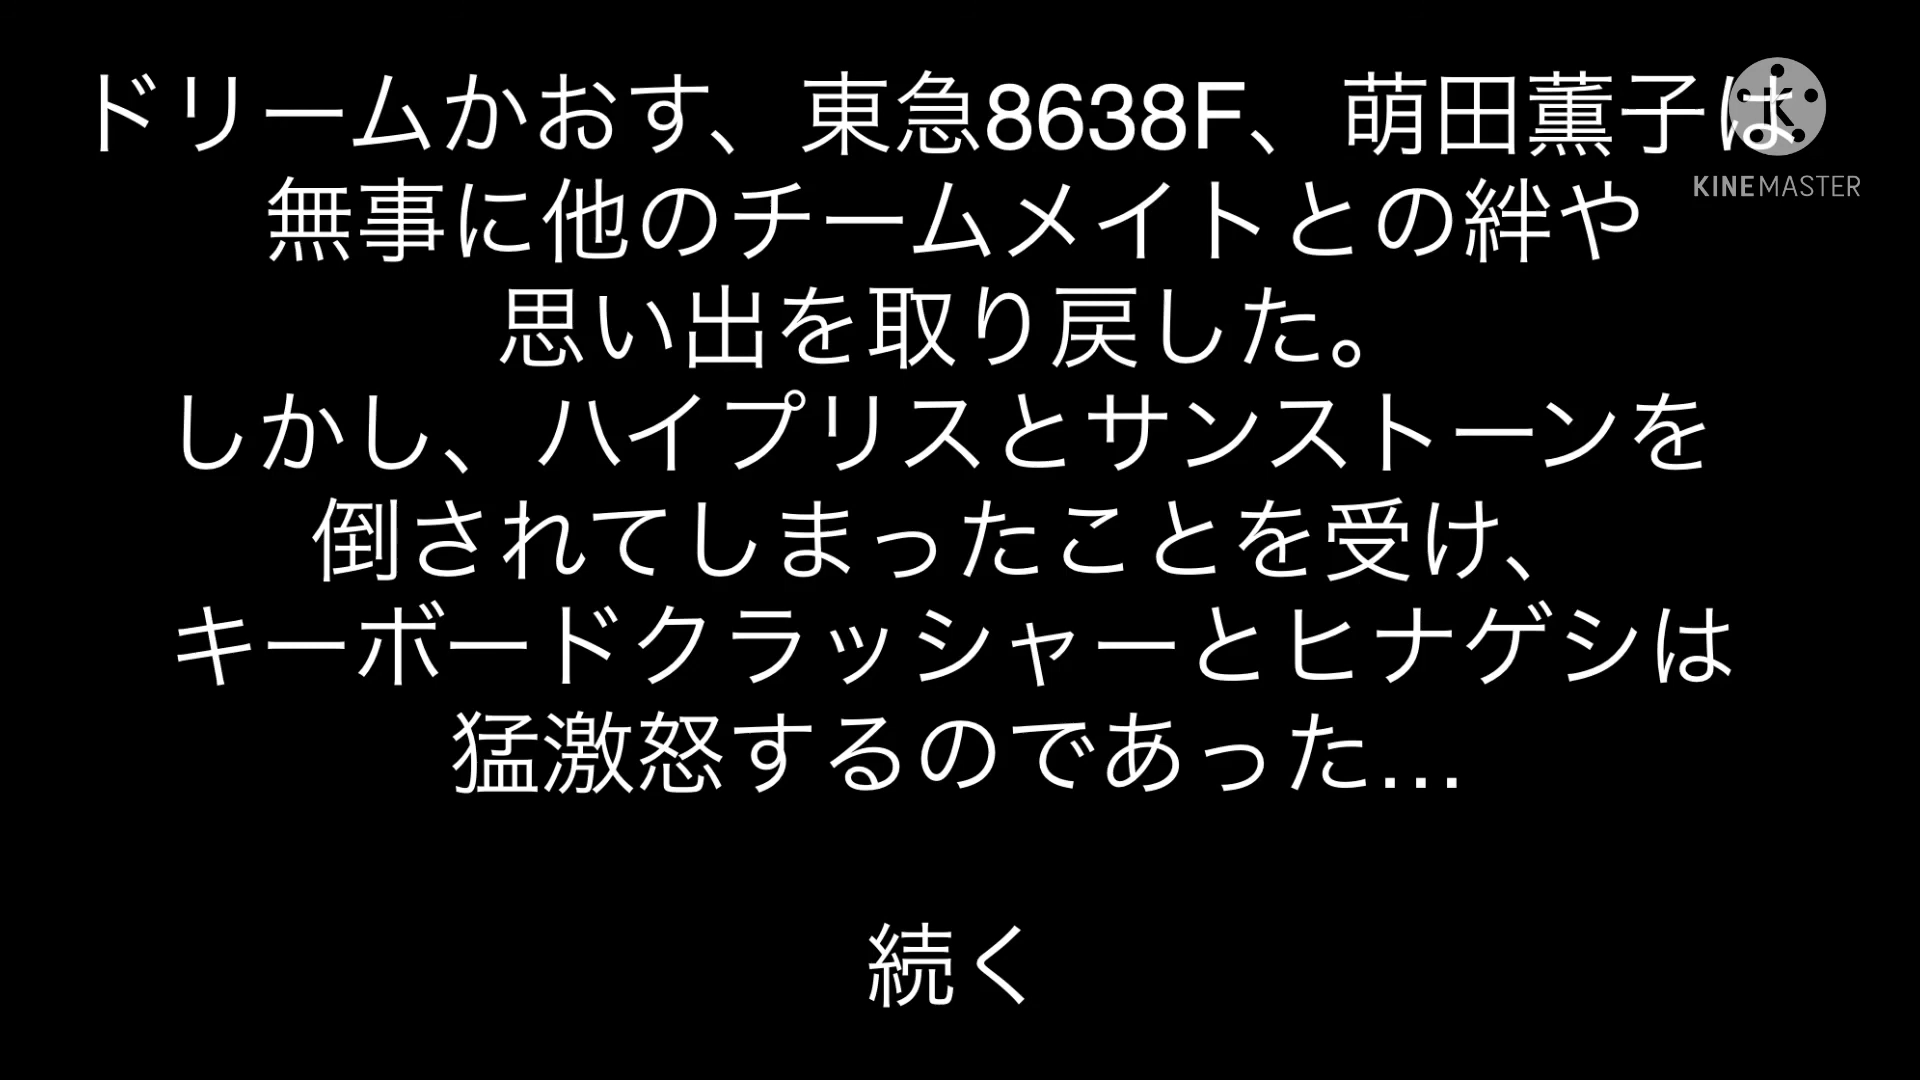 ドリームかおす、東急8638F、萌田薫子は
KINEMASTER
無事に他のチームメイトとの絆や
思い出を取り戻した。
しかし、ハイプリスとサンストーンを
倒されてしまったことを受け、
キーボードクラッシャーとヒナゲシは
猛激怒するのであった...
続く